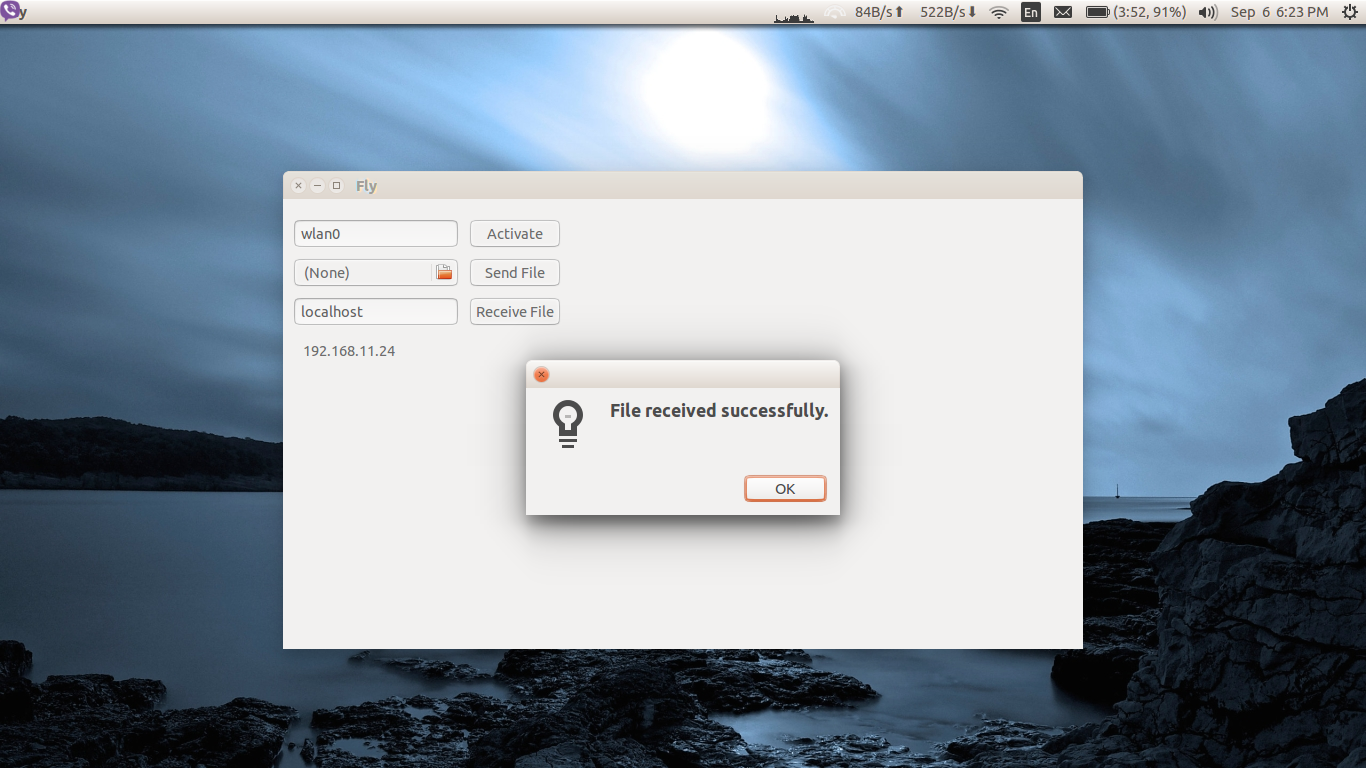 y
84B/s
522B/s
En
(3:52, 91%)
Sep 6 6:23 PM
Fly
wlan0
Activate
(None)
Send File
localhost
Receive File
192.168.11.24
File received successfully.
OK